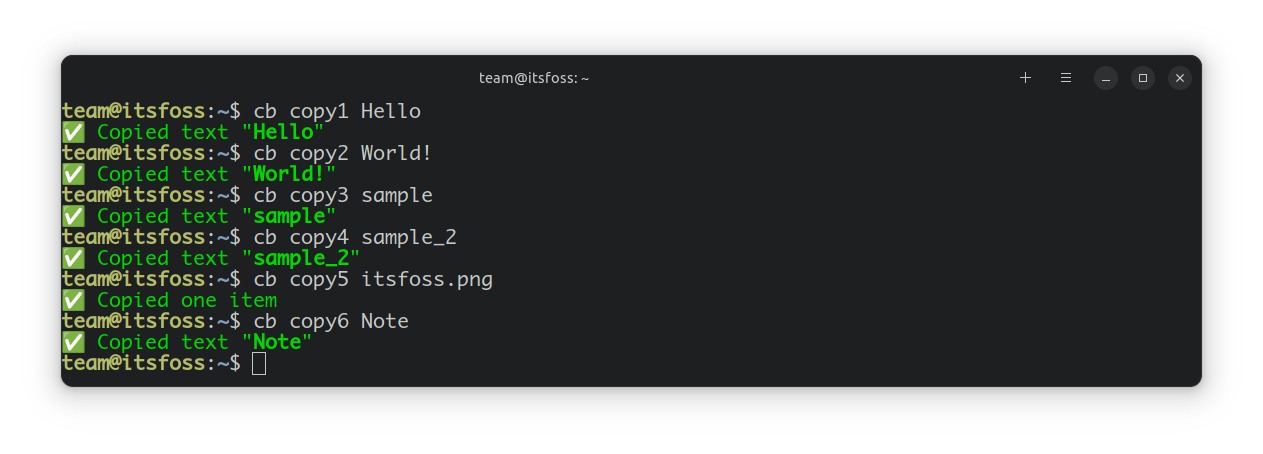 team@itsfoss: ~
team@itsfoss:~$ cb copy1 Hello
✅ Copied text "Hello"
team@itsfoss:~$ cb copy2 World!
✅ Copied text "World!"
team@itsfoss:~$ cb copy3 sample
✅ Copied text "sample"
team@itsfoss:~$ cb copy4 sample_2
✅ Copied text "sample_2"
team@itsfoss:~$ cb copy5 itsfoss.png
✅ Copied one item
team@itsfoss:~$ cb copy6 Note
✅ Copied text "Note"
team@itsfoss:~$